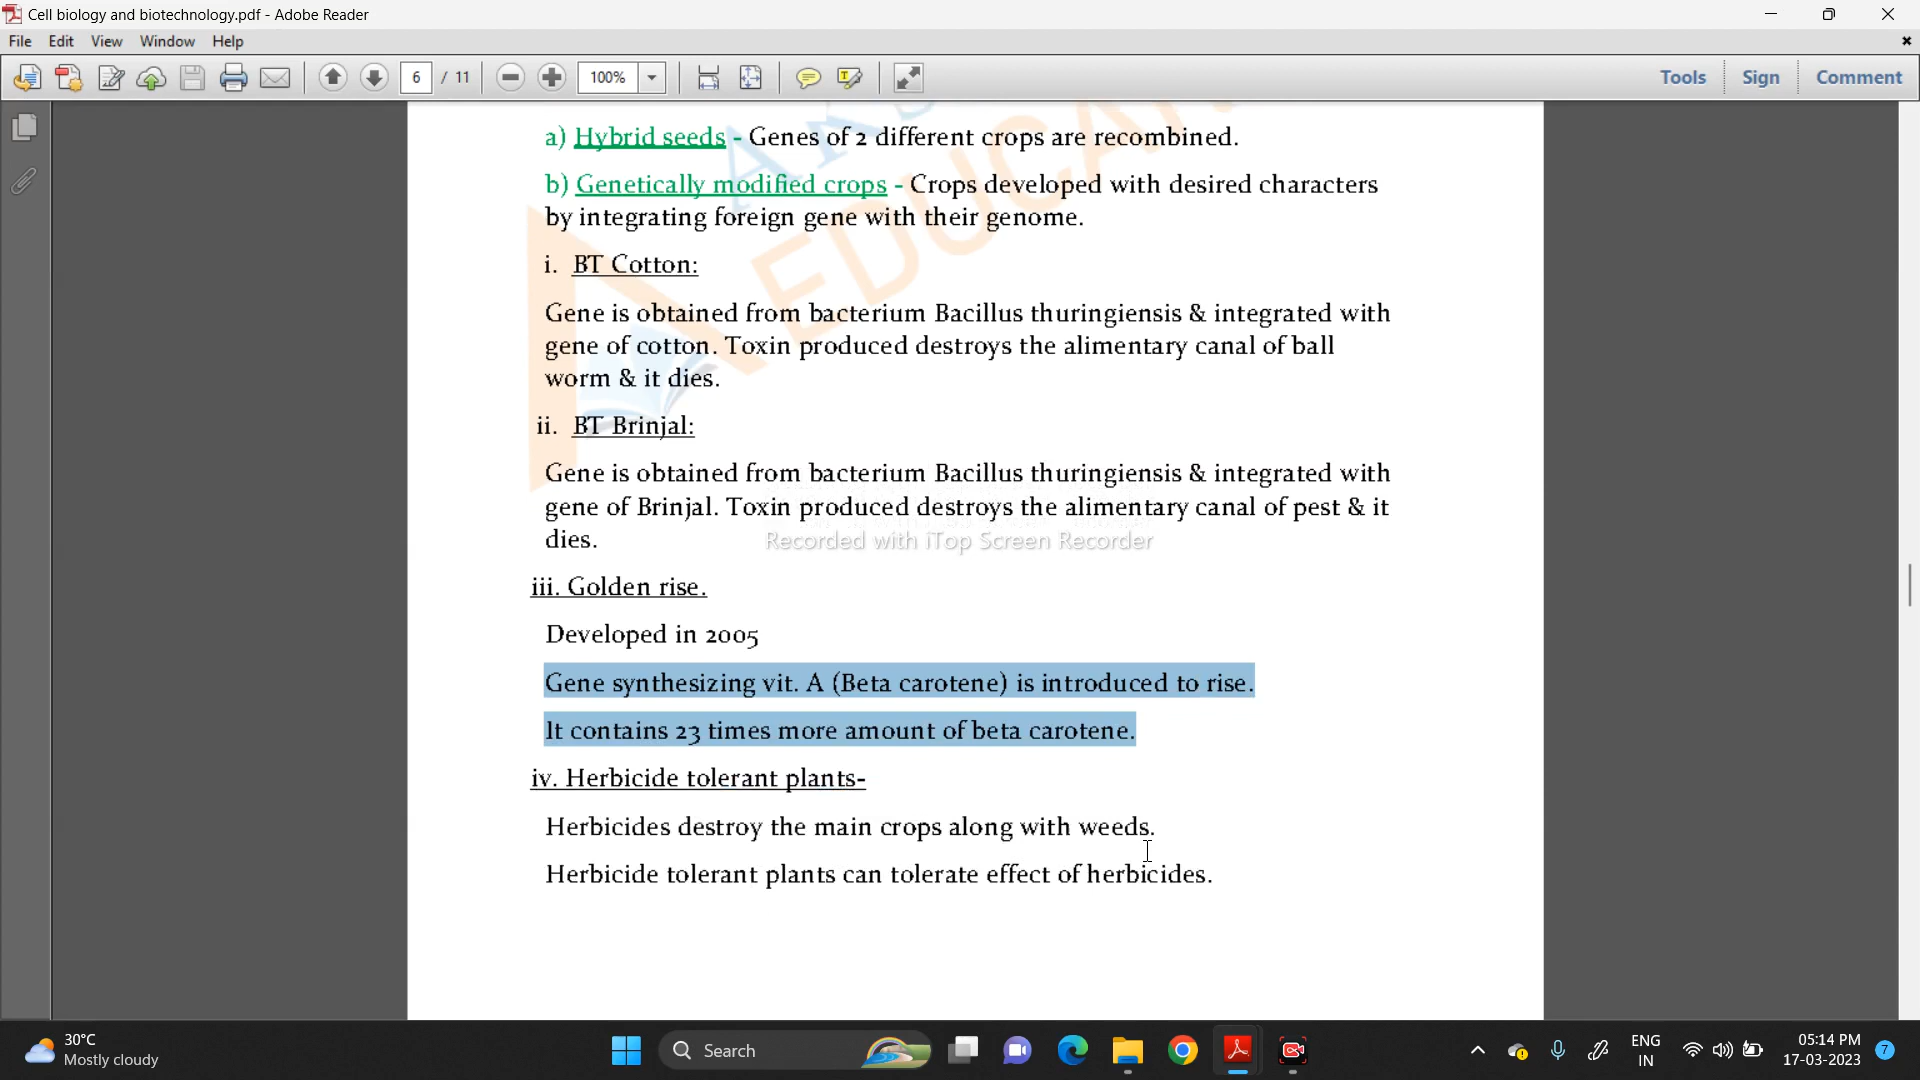 Cell biology and biotechnology.pdf - Adobe Reader
File Edit View Window Help
6 / 11 100% Tools Sign Comment
a) Hybrid seeds - Genes of 2 different crops are recombined.
b) Genetically modified crops - Crops developed with desired characters
by integrating foreign gene with their genome.
i. BT Cotton:
Gene is obtained from bacterium Bacillus thuringiensis & integrated with
gene of cotton. Toxin produced destroys the alimentary canal of ball
worm & it dies.
ii. BT Brinjal:
Gene is obtained from bacterium Bacillus thuringiensis & integrated with
gene of Brinjal. Toxin produced destroys the alimentary canal of pest & it
dies.
Recorded with iTop Screen Recorder
iii. Golden rise.
Developed in 2005
Gene synthesizing vit. A (Beta carotene) is introduced to rise.
It contains 23 times more amount of beta carotene.
iv. Herbicide tolerant plants-
Herbicides destroy the main crops along with weeds.
Herbicide tolerant plants can tolerate effect of herbicides.
30°C
Mostly cloudy
Search
ENG
IN
05:14 PM
17-03-2023
7